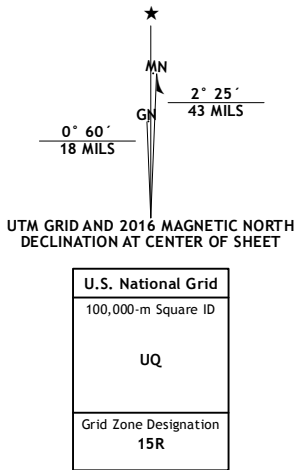 ★
MN
GN
2° 25´
43 MILS
0° 60´
18 MILS
UTM GRID AND 2016 MAGNETIC NORTH
DECLINATION AT CENTER OF SHEET
U.S. National Grid
100,000-m Square ID
UQ
Grid Zone Designation
15R